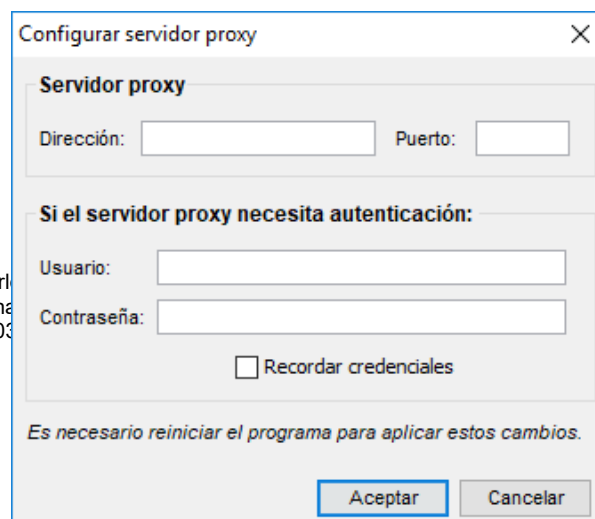 Configurar servidor proxy
Servidor proxy
Dirección: Puerto:
Si el servidor proxy necesita autenticación:
Usuario:
Contraseña:
Recordar credenciales
Es necesario reiniciar el programa para aplicar estos cambios.
Aceptar Cancelar